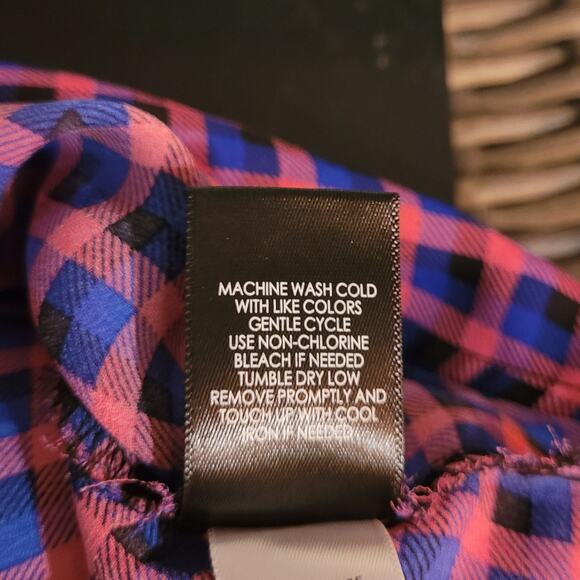 MACHINE WASH COLD
WITH LIKE COLORS
GENTLE CYCLE
USE NON-CHLORINE
BLEACH IF NEEDED
TUMBLE DRY LOW
REMOVE PROMPTLY AND
TOUCH UP WITH COOL
IRON IF NEEDED